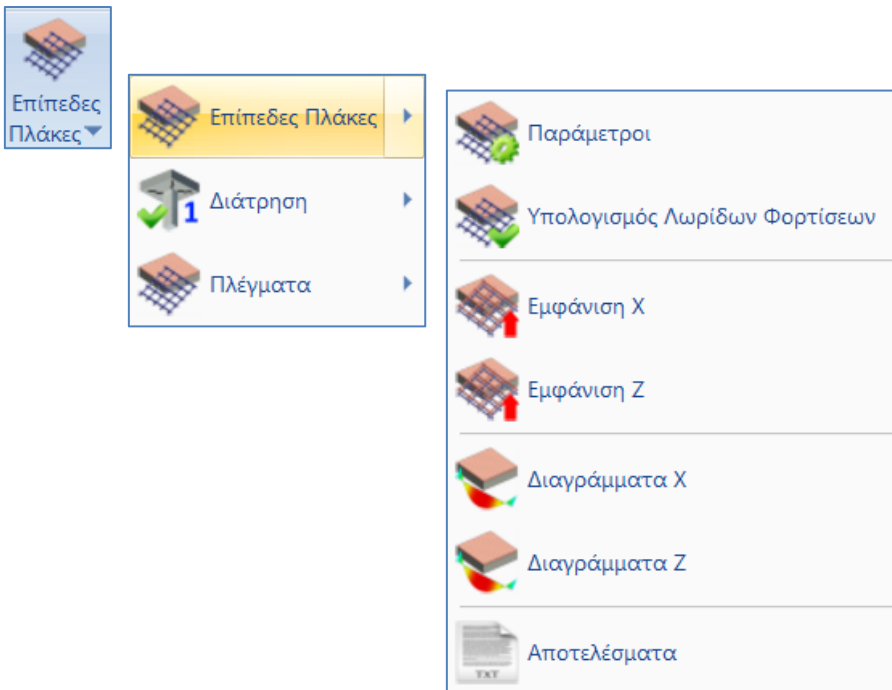 Επίπεδες
Πλάκες
Επίπεδες Πλάκες
1
Διάτρηση
Πλέγματα
Παράμετροι
Υπολογισμός Λωρίδων Φορτίσεων
Εμφάνιση X
Εμφάνιση Z
Διαγράμματα X
Διαγράμματα Z
TXT
Αποτελέσματα